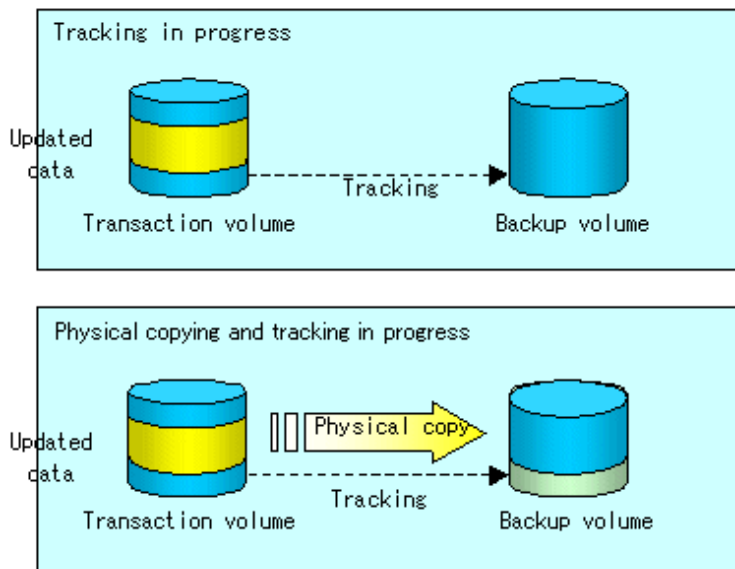 Tracking in progress
Updated
data
Tracking
Transaction volume
Backup volume
Physical copying and tracking in progress
Physical copy
Updated
data
Tracking
Transaction volume
Backup volume